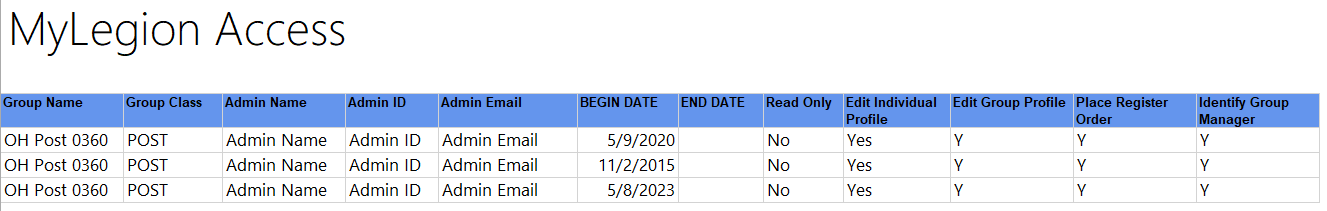 MyLegion Access
Group Name Group Class Admin Name Admin ID Admin Email BEGIN DATE END DATE Read Only Edit Individual Profile Edit Group Profile Place Register Order Identify Group Manager
OH Post 0360 POST Admin Name Admin ID Admin Email 5/9/2020 No Yes Y Y Y
OH Post 0360 POST Admin Name Admin ID Admin Email 11/2/2015 No Yes Y Y Y
OH Post 0360 POST Admin Name Admin ID Admin Email 5/8/2023 No Yes Y Y Y